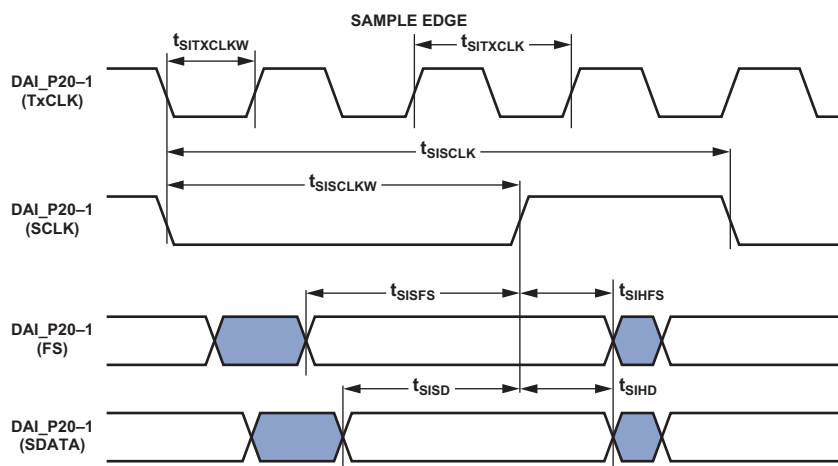 SAMPLE EDGE
tSITXCLKW
tSITXCLK
DAI_P20–1
(TxCLK)
tSISCLK
tSISCLKW
DAI_P20–1
(SCLK)
tSISFS
tSIHFS
DAI_P20–1
(FS)
tSISD
tSIHD
DAI_P20–1
(SDATA)